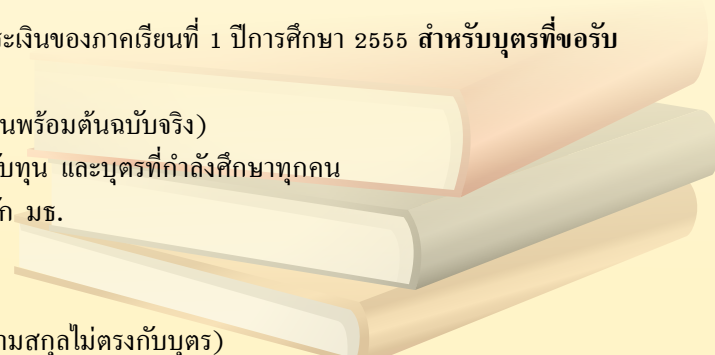 ะเงินของภาคเรียนที่ 1 ปีการศึกษา 2555 สำหรับบุตรที่ขอรับ
นพร้อมต้นฉบับจริง)
บทุน และบุตรที่กำลังศึกษาทุกคน
ก มธ.
ามสกุลไม่ตรงกับบุตร)